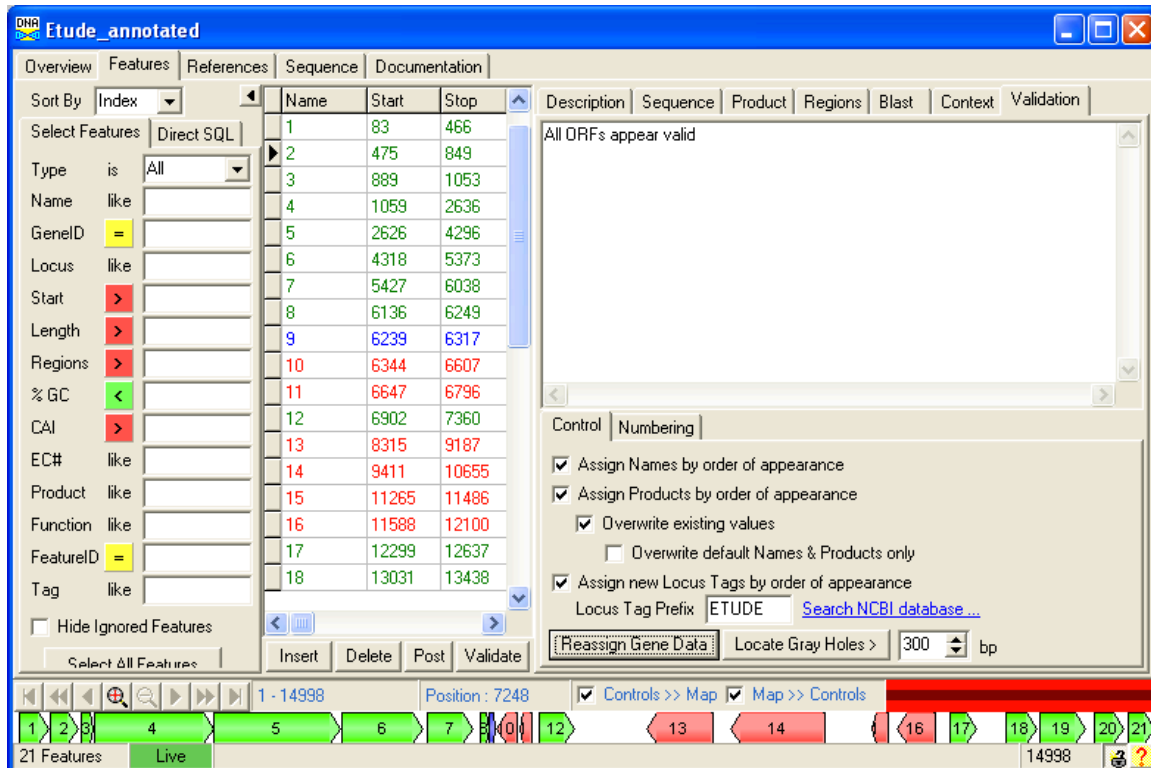 DNA Etude_annotated
Overview Features References Sequence Documentation
Sort By Index
Select Features Direct SQL
Type is All
Name like
GeneID =
Locus like
Start >
Length >
Regions >
% GC <
CAI >
EC# like
Product like
Function like
FeatureID =
Tag like
Hide Ignored Features
Select All Features
Name Start Stop
1 83 466
2 475 849
3 889 1053
4 1059 2636
5 2626 4296
6 4318 5373
7 5427 6038
8 6136 6249
9 6239 6317
10 6344 6607
11 6647 6796
12 6902 7360
13 8315 9187
14 9411 10655
15 11265 11486
16 11588 12100
17 12299 12637
18 13031 13438
Insert Delete Post Validate
Description Sequence Product Regions Blast Context Validation
All ORFs appear valid
Control Numbering
Assign Names by order of appearance
Assign Products by order of appearance
Overwrite existing values
Overwrite default Names & Products only
Assign new Locus Tags by order of appearance
Locus Tag Prefix ETUDE Search NCBI database ...
Reassign Gene Data Locate Gray Holes > 300 bp
1 - 14998 Position : 7248 Controls >> Map Map >> Controls
1 2 3 4 5 6 7 8 12 13 14 16 17 18 19 20 21
21 Features Live 14998 ?